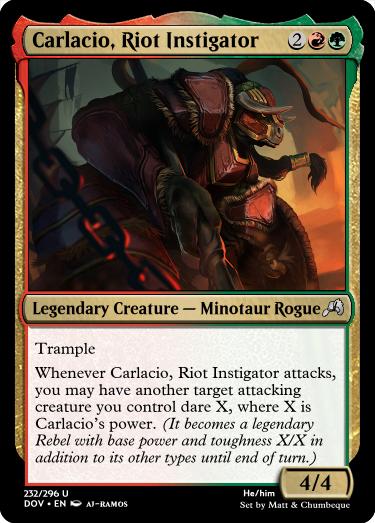 Carlacio, Riot Instigator 2
Legendary Creature — Minotaur Rogue
Trample
Whenever Carlacio, Riot Instigator attacks,
you may have another target attacking
creature you control dare X, where X is
Carlacio's power. (It becomes a legendary
Rebel with base power and toughness X/X in
addition to its other types until end of turn.)
4/4
232/296 U
He/him
DOV • EN AJ-RAMOS
Set by Matt & Chumbeque